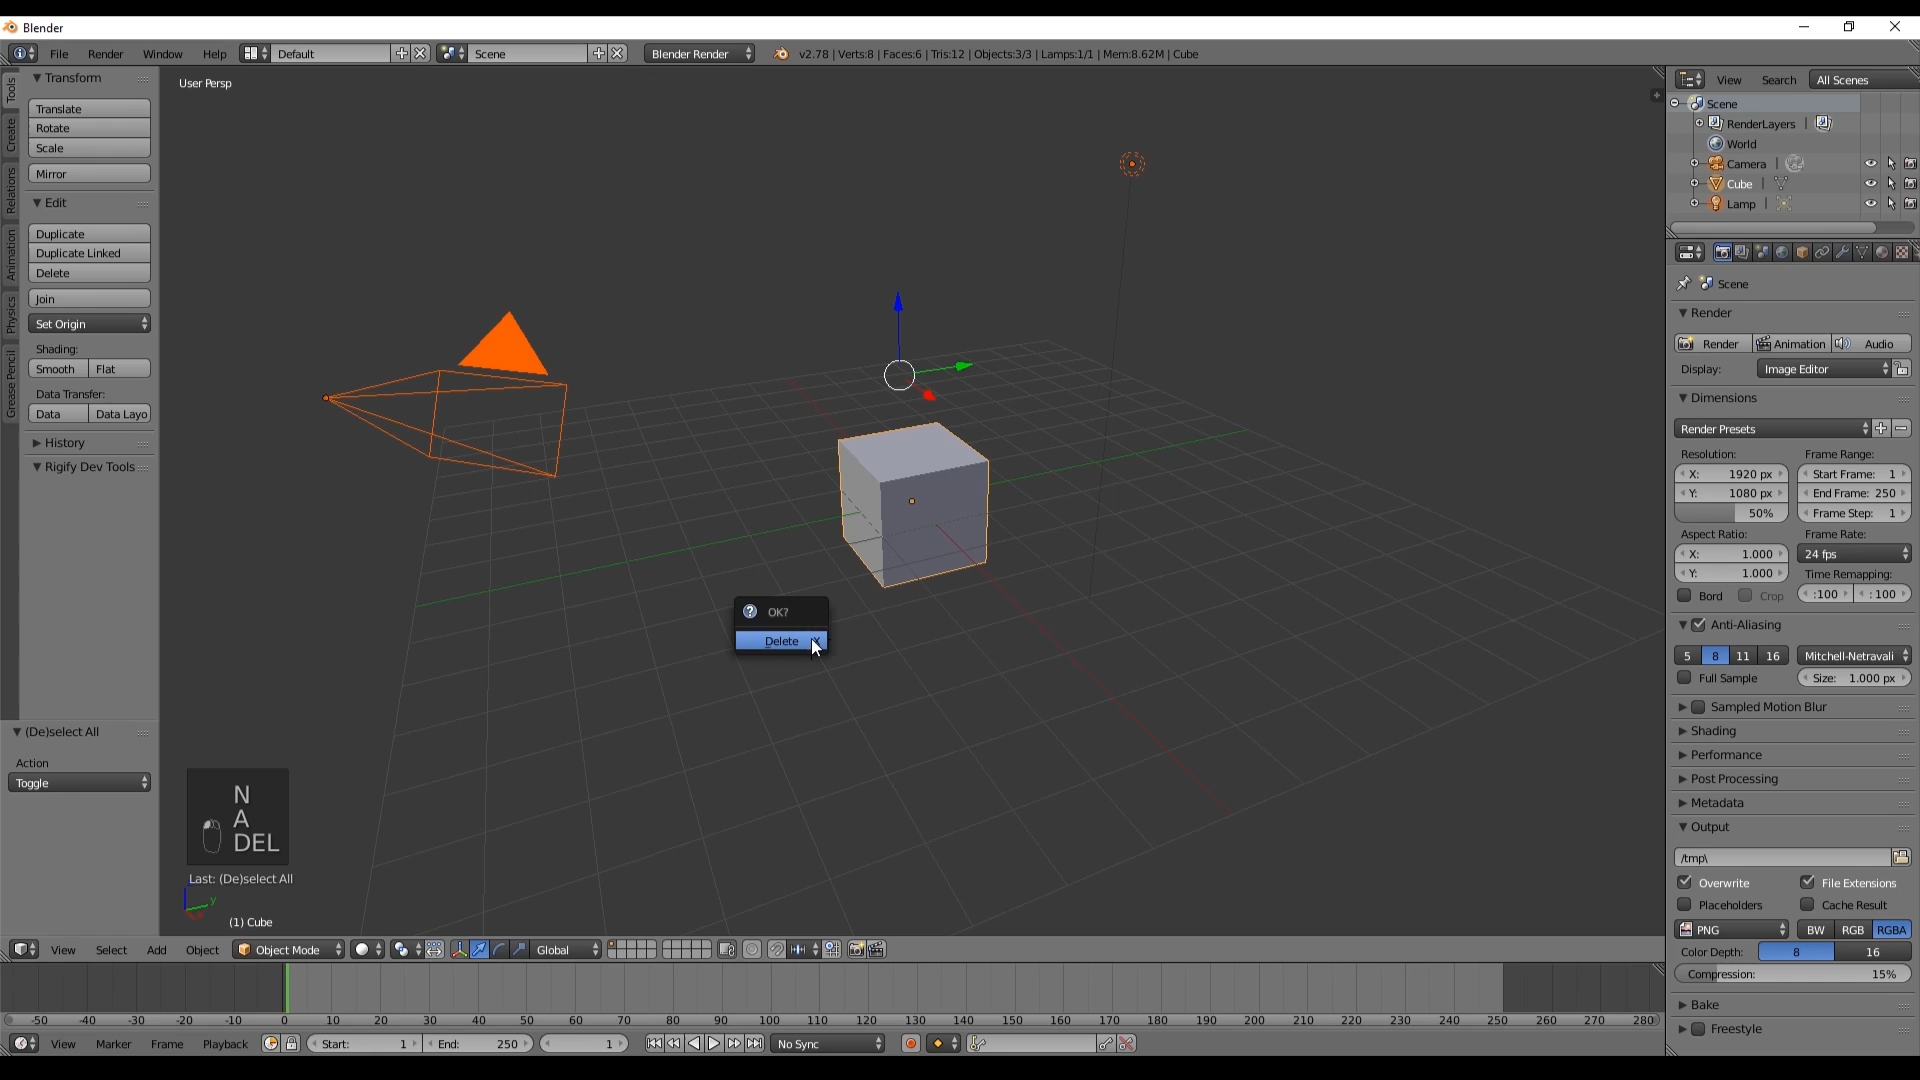 Blender
File Render Window Help Default Scene Blender Render v2.78 | Verts:8 | Faces:6 | Tris:12 | Objects:3/3 | Lamps:1/1 | Mem:8.62M | Cube
Tools
Create
Relations
Animation
Physics
Grease Pencil
Transform
Translate
Rotate
Scale
Mirror
Edit
Duplicate
Duplicate Linked
Delete
Join
Set Origin
Shading:
Smooth Flat
Data Transfer:
Data Data Layo
History
Rigify Dev Tools
(De)select All
Action
Toggle
User Persp
OK?
Delete X
N
A
DEL
Last: (De)select All
y
(1) Cube
View Select Add Object Object Mode Global
-50 -40 -30 -20 -10 0 10 20 30 40 50 60 70 80 90 100 110 120 130 140 150 160 170 180 190 200 210 220 230 240 250 260 270 280
View Marker Frame Playback Start: 1 End: 250 1 No Sync
View Search All Scenes
Scene
RenderLayers |
World
Camera |
Cube |
Lamp |
Scene
Render
Render Animation Audio
Display: Image Editor
Dimensions
Render Presets
Resolution: Frame Range:
X: 1920 px Start Frame: 1
Y: 1080 px End Frame: 250
50% Frame Step: 1
Aspect Ratio: Frame Rate:
X: 1.000 24 fps
Y: 1.000 Time Remapping:
Bord Crop :100 :100
Anti-Aliasing
5 8 11 16 Mitchell-Netravali
Full Sample Size: 1.000 px
Sampled Motion Blur
Shading
Performance
Post Processing
Metadata
Output
/tmp\
Overwrite File Extensions
Placeholders Cache Result
PNG BW RGB RGBA
Color Depth: 8 16
Compression: 15%
Bake
Freestyle